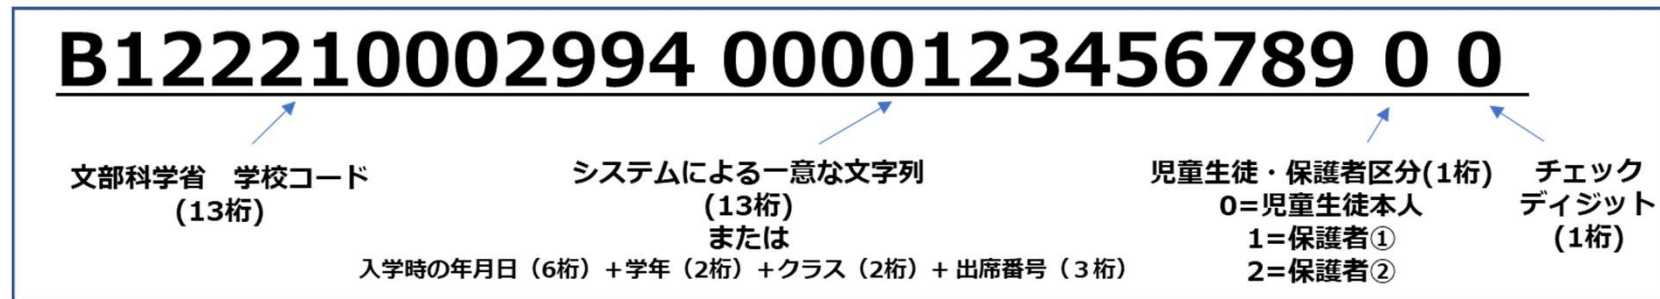 B122210002994 0000123456789 0 0
文部科学省　学校コード
(13桁)
システムによる一意な文字列
(13桁)
または
入学時の年月日（6桁）＋学年（2桁）＋クラス（2桁）＋ 出席番号（３桁）
児童生徒・保護者区分(1桁)
0=児童生徒本人
1=保護者①
2=保護者②
チェック
ディジット
(1桁)